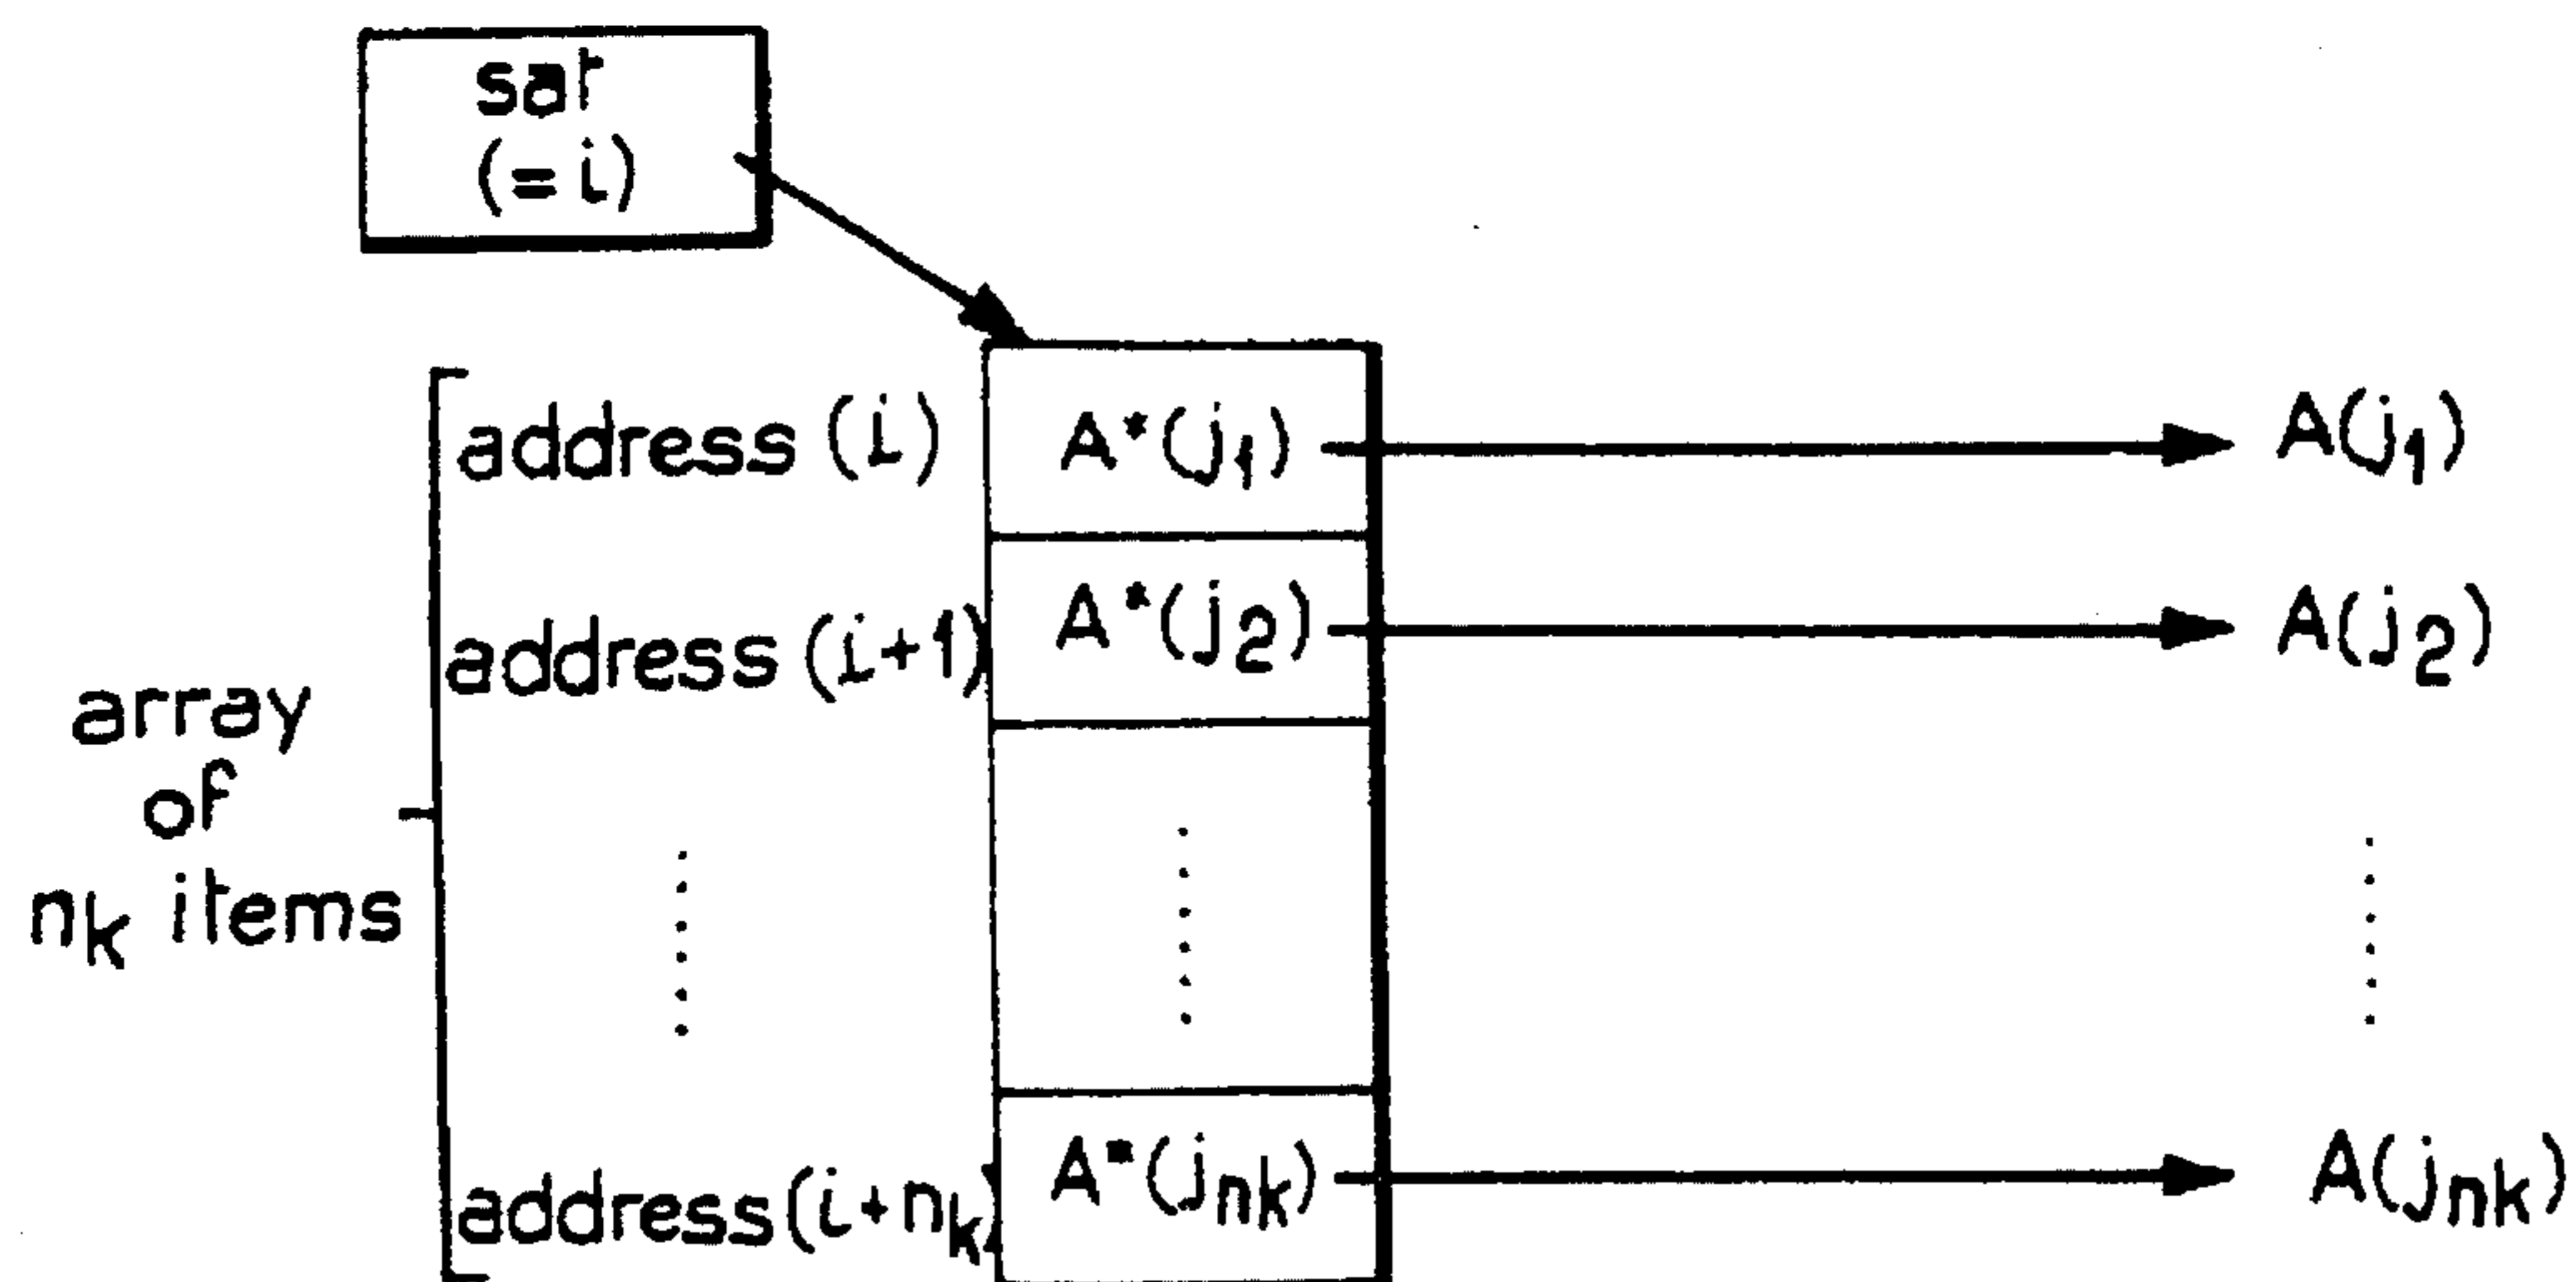 sat
(= i)
address (i)
A*(j1)
A(j1)
address (i+1)
A*(j2)
A(j2)
array
of
nk items
address (i+nk)
A*(jnk)
A(jnk)